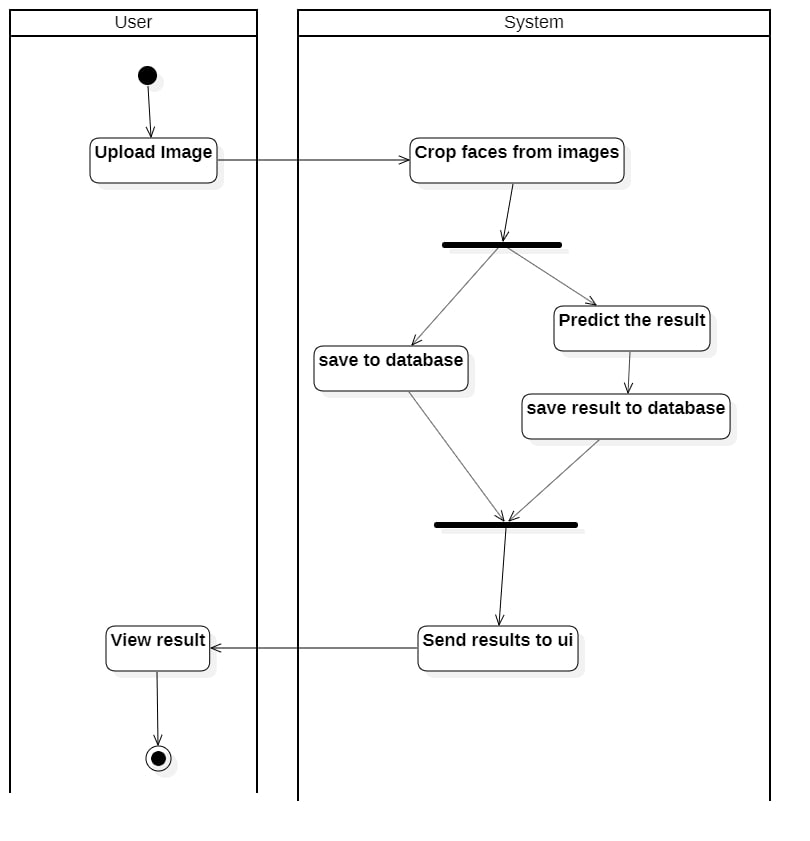 User
System
Upload Image
Crop faces from images
Predict the result
save to database
save result to database
View result
Send results to ui